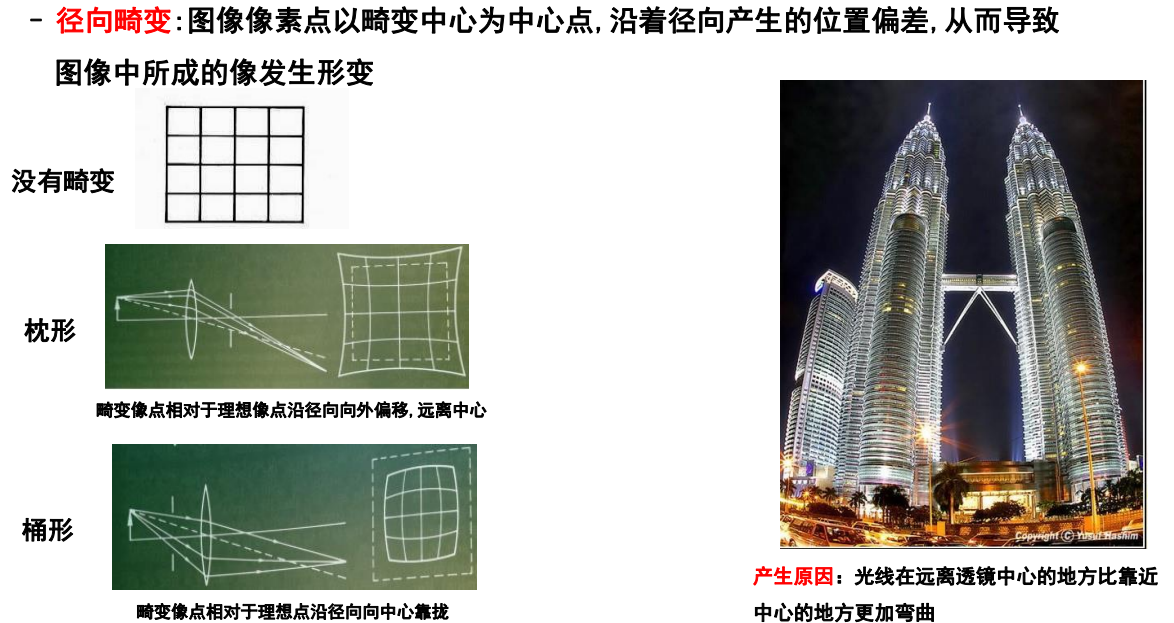 - 径向畸变:图像像素点以畸变中心为中心点,沿着径向产生的位置偏差,从而导致
图像中所成的像发生形变
没有畸变
枕形
畸变像点相对于理想像点沿径向向外偏移,远离中心
桶形
畸变像点相对于理想点沿径向向中心靠拢
Copyright (C) Yusuf Hashim
产生原因：光线在远离透镜中心的地方比靠近
中心的地方更加弯曲